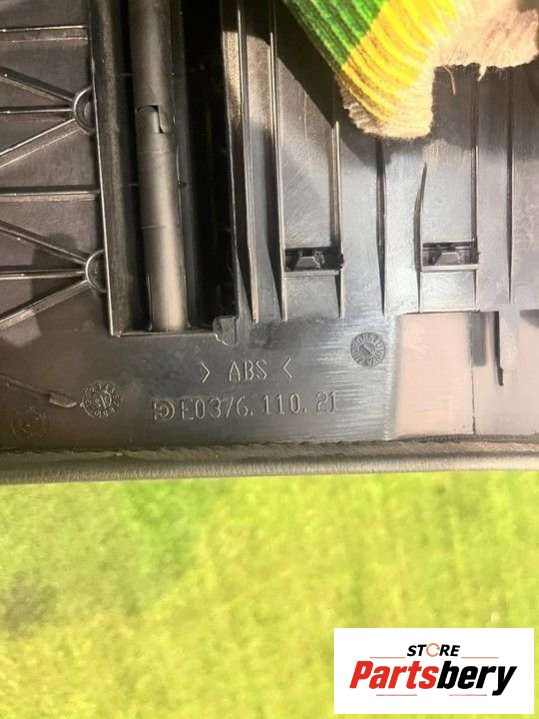 > ABS <
E0376.110.21
STORE
Partsbery